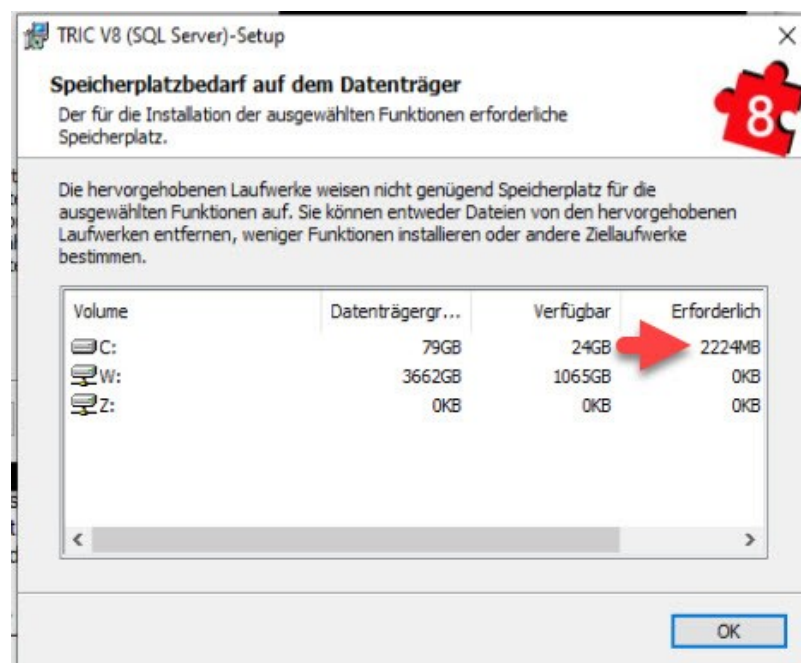 TRIC V8 (SQL Server)-Setup
Speicherplatzbedarf auf dem Datenträger
Der für die Installation der ausgewählten Funktionen erforderliche
Speicherplatz.
8
Die hervorgehobenen Laufwerke weisen nicht genügend Speicherplatz für die
ausgewählten Funktionen auf. Sie können entweder Dateien von den hervorgehobenen
Laufwerken entfernen, weniger Funktionen installieren oder andere Ziellaufwerke
bestimmen.
Volume Datenträgergr... Verfügbar Erforderlich
C: 79GB 24GB 2224MB
W: 3662GB 1065GB 0KB
Z: 0KB 0KB 0KB
OK